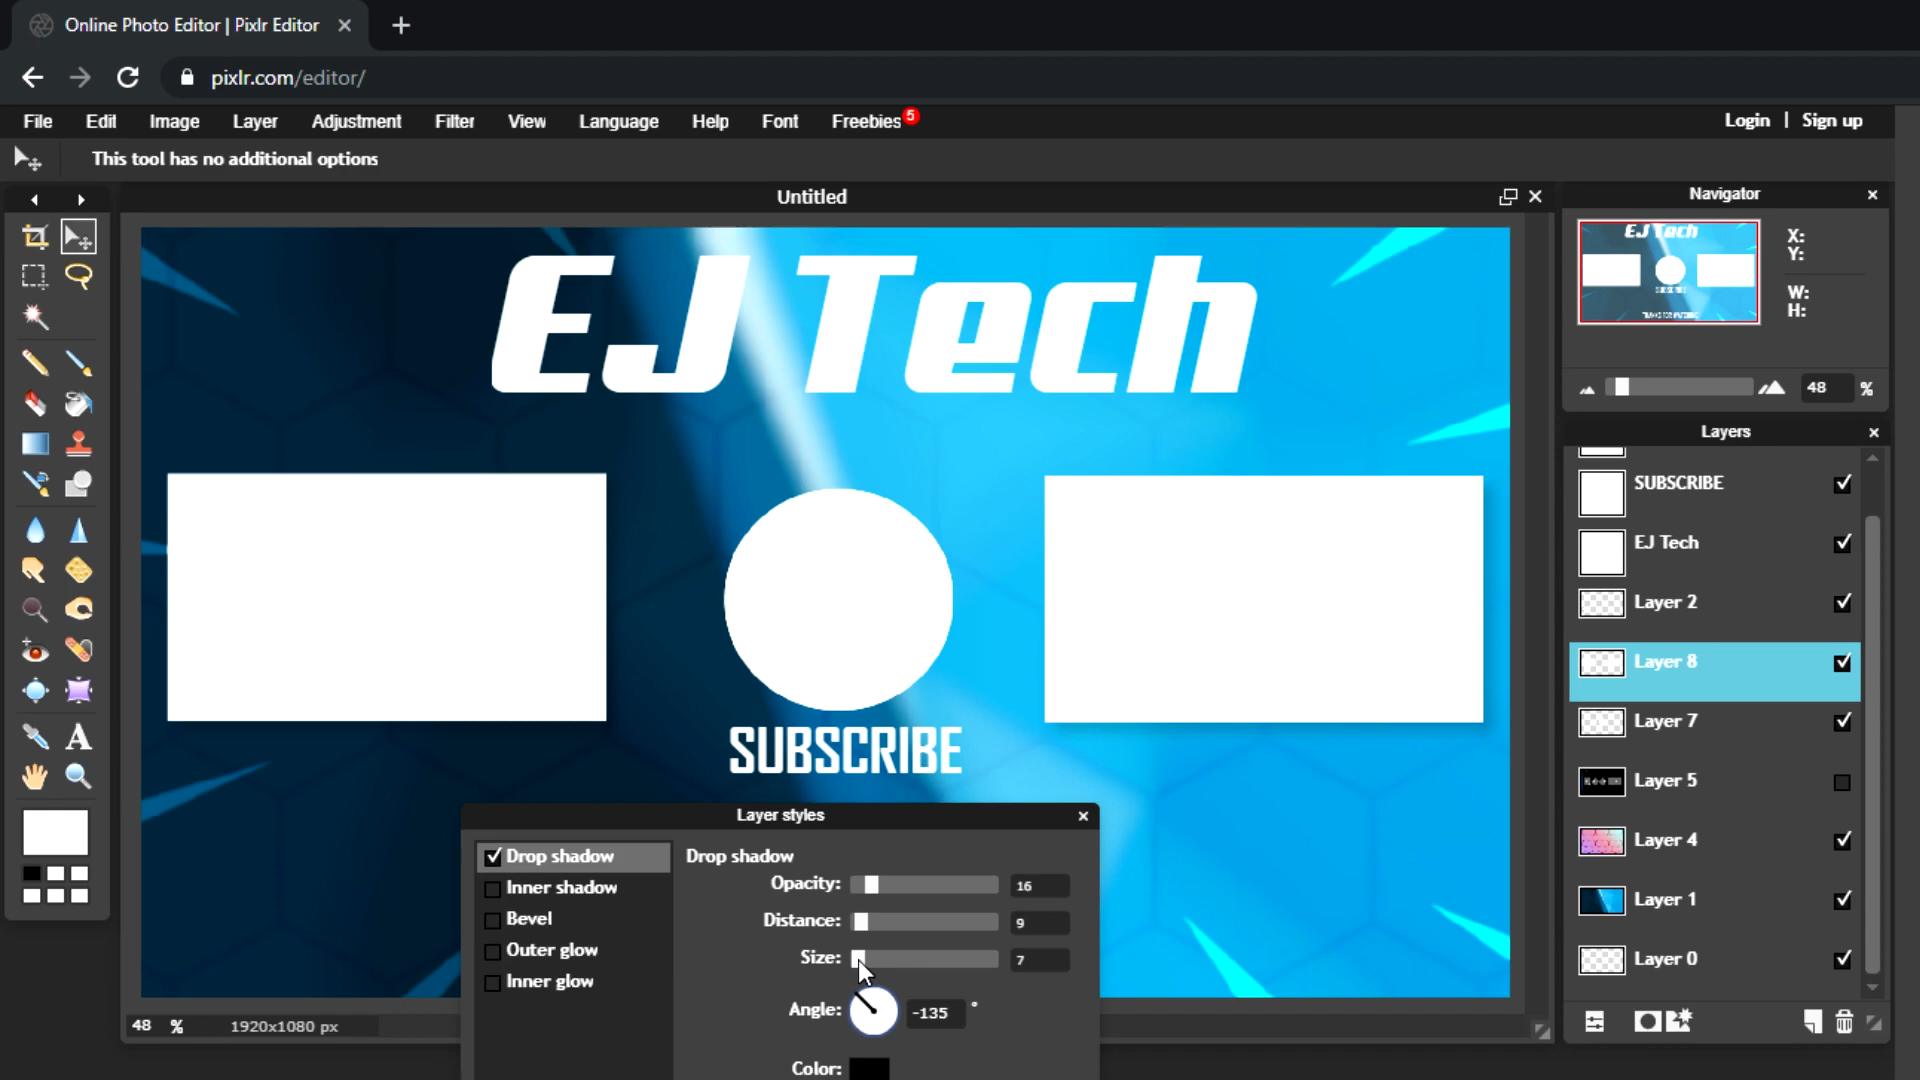 Online Photo Editor | Pixlr Editor
pixlr.com/editor/
File Edit Image Layer Adjustment Filter View Language Help Font Freebies 5 Login | Sign up
This tool has no additional options
Untitled
Navigator
EJ Tech
X:
Y:
W:
H:
48 %
EJ Tech
SUBSCRIBE
Layers
SUBSCRIBE
EJ Tech
Layer 2
Layer 8
Layer 7
Layer 5
Layer 4
Layer 1
Layer 0
Layer styles
Drop shadow
Inner shadow
Bevel
Outer glow
Inner glow
Drop shadow
Opacity: 16
Distance: 9
Size: 7
Angle: -135 °
Color:
48 % 1920x1080 px